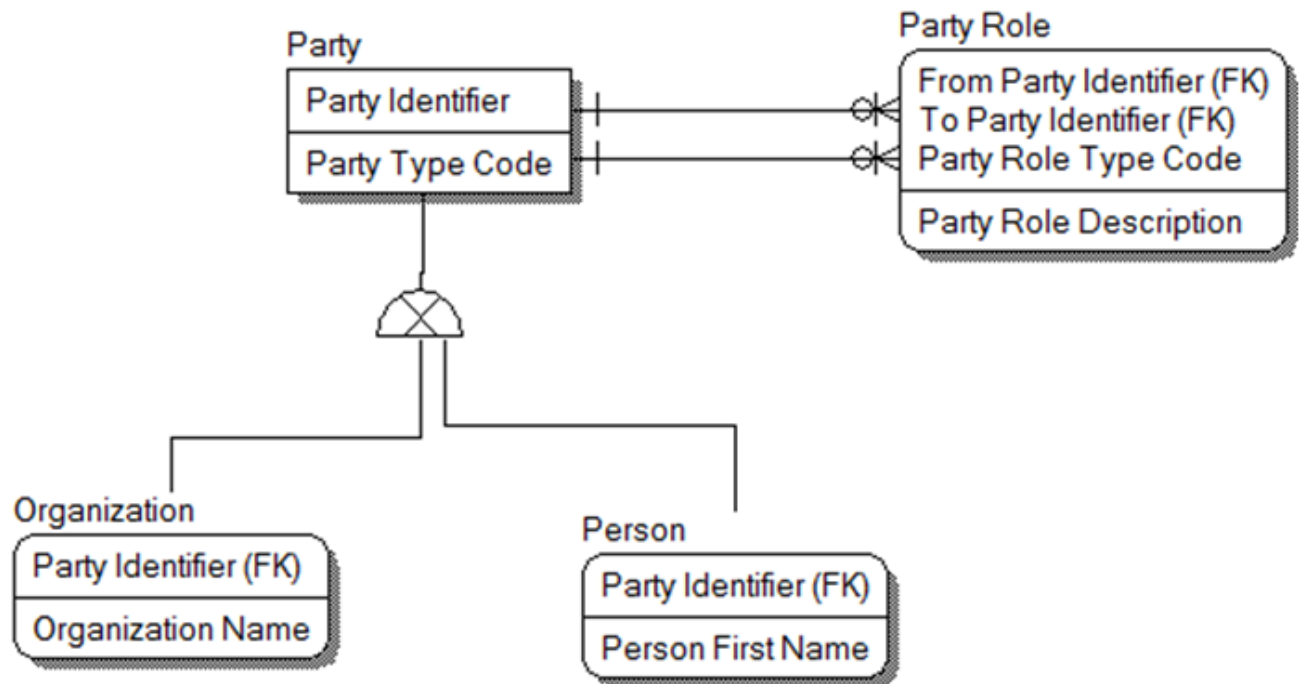 Party
Party Identifier
Party Type Code
Party Role
From Party Identifier (FK)
To Party Identifier (FK)
Party Role Type Code
Party Role Description
Organization
Party Identifier (FK)
Organization Name
Person
Party Identifier (FK)
Person First Name